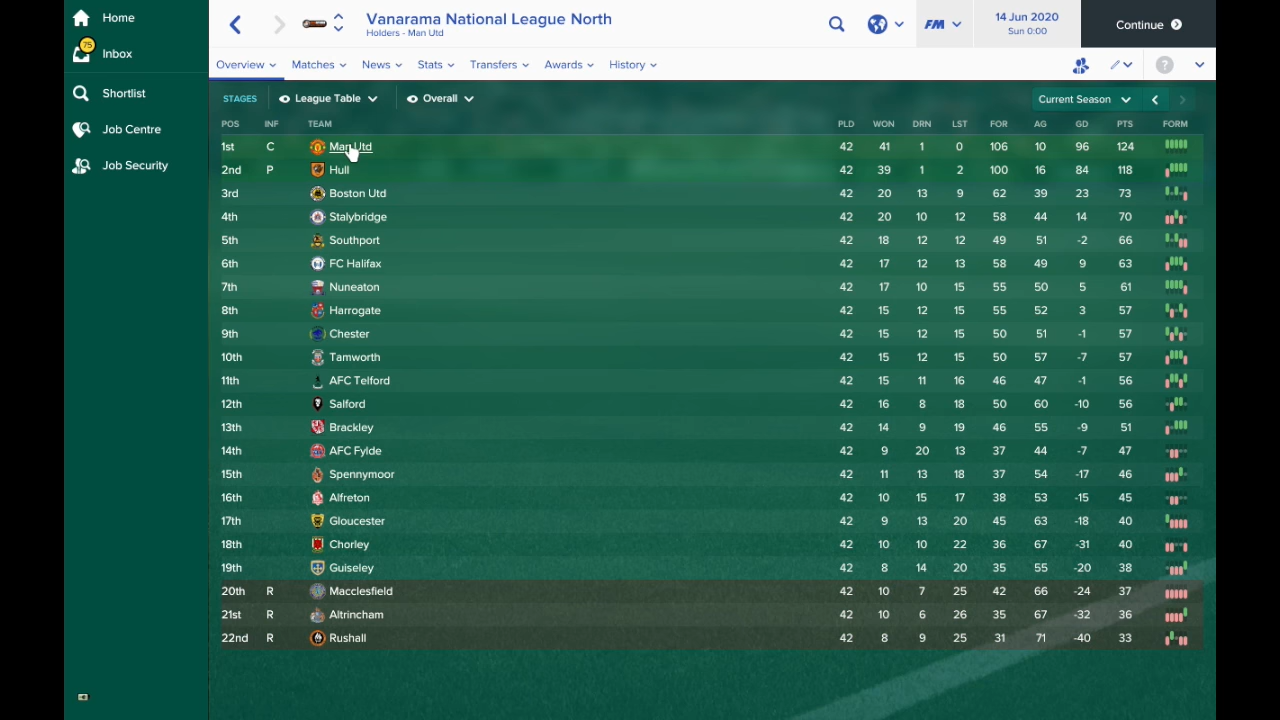 Home
Inbox
75
Shortlist
Job Centre
Job Security
Vanarama National League North
Holders - Man Utd
FM
14 Jun 2020
Sun 0:00
Continue
Overview Matches News Stats Transfers Awards History
?
STAGES League Table Overall Current Season
POS INF TEAM PLD WON DRN LST FOR AG GD PTS FORM
1st C Man Utd 42 41 1 0 106 10 96 124
2nd P Hull 42 39 1 2 100 16 84 118
3rd Boston Utd 42 20 13 9 62 39 23 73
4th Stalybridge 42 20 10 12 58 44 14 70
5th Southport 42 18 12 12 49 51 -2 66
6th FC Halifax 42 17 12 13 58 49 9 63
7th Nuneaton 42 17 10 15 55 50 5 61
8th Harrogate 42 15 12 15 55 52 3 57
9th Chester 42 15 12 15 50 51 -1 57
10th Tamworth 42 15 12 15 50 57 -7 57
11th AFC Telford 42 15 11 16 46 47 -1 56
12th Salford 42 16 8 18 50 60 -10 56
13th Brackley 42 14 9 19 46 55 -9 51
14th AFC Fylde 42 9 20 13 37 44 -7 47
15th Spennymoor 42 11 13 18 37 54 -17 46
16th Alfreton 42 10 15 17 38 53 -15 45
17th Gloucester 42 9 13 20 45 63 -18 40
18th Chorley 42 10 10 22 36 67 -31 40
19th Guiseley 42 8 14 20 35 55 -20 38
20th R Macclesfield 42 10 7 25 42 66 -24 37
21st R Altrincham 42 10 6 26 35 67 -32 36
22nd R Rushall 42 8 9 25 31 71 -40 33